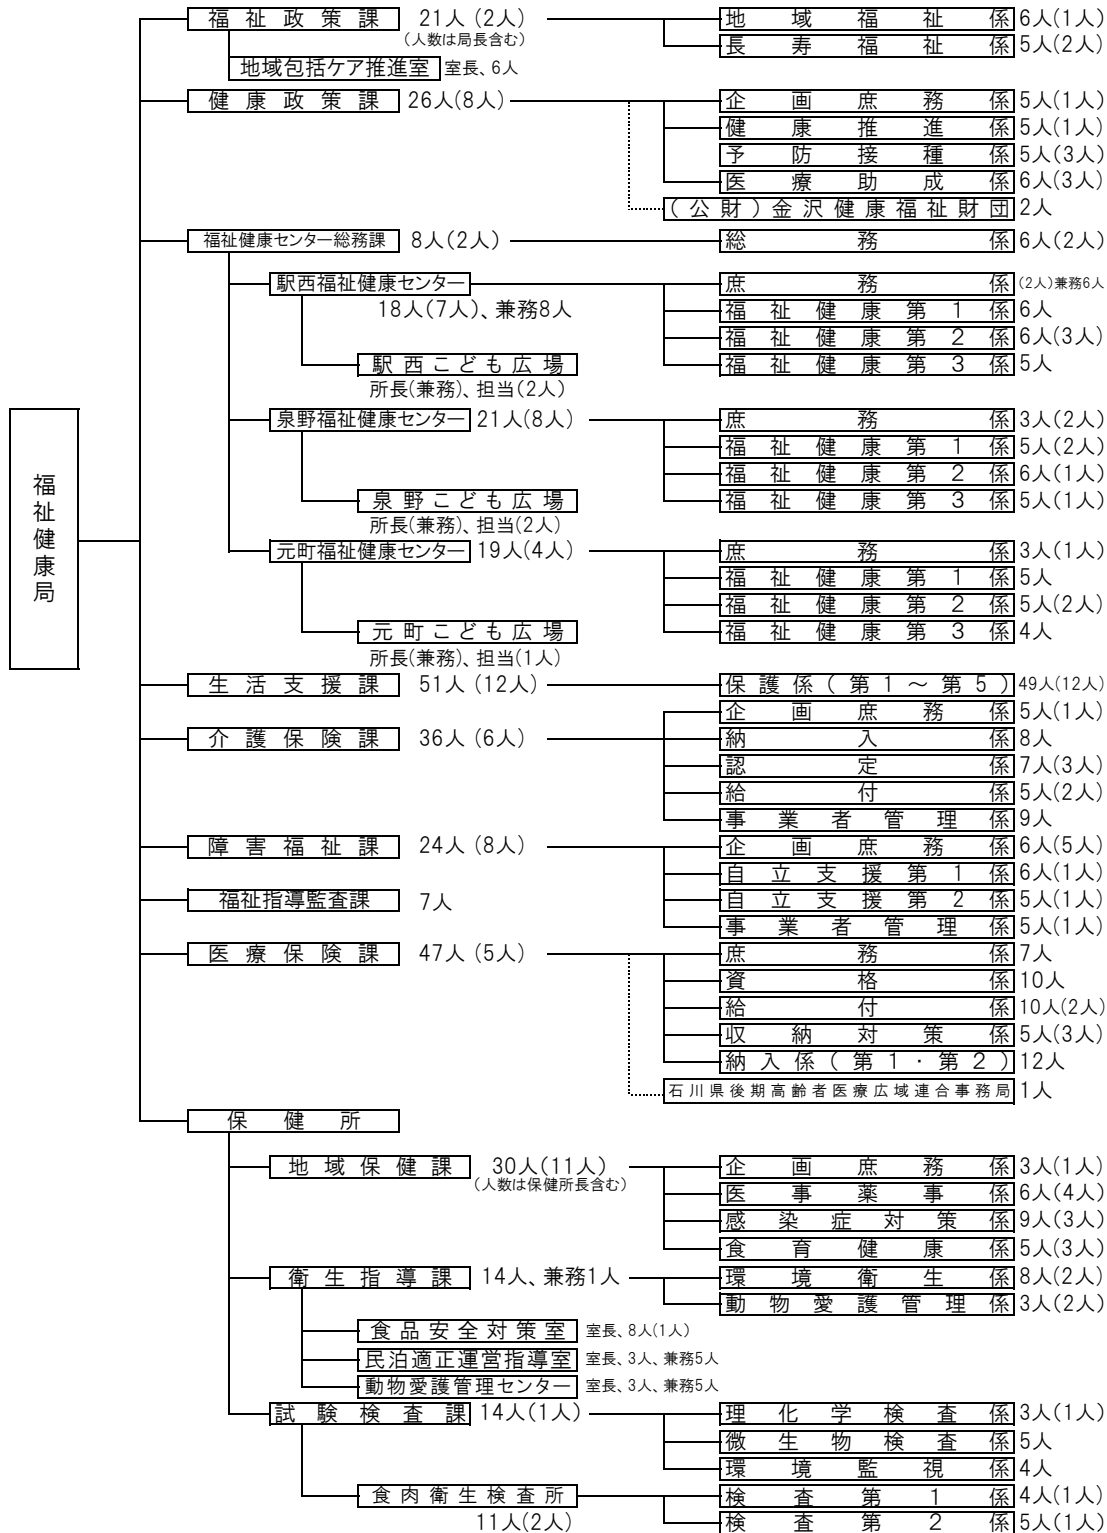 福祉健康局
福祉政策課 21人(2人) 地域福祉係 6人(1人)
(人数は局長含む) 長寿福祉係 5人(2人)
地域包括ケア推進室 室長、6人
健康政策課 26人(8人) 企画庶務係 5人(1人)
健康推進係 5人(1人)
予防接種係 5人(3人)
医療助成係 6人(3人)
(公財)金沢健康福祉財団 2人
福祉健康センター総務課 8人(2人) 総務係 6人(2人)
駅西福祉健康センター 庶務係 (2人)兼務6人
18人(7人)、兼務8人 福祉健康第1係 6人
福祉健康第2係 6人(3人)
駅西こども広場 福祉健康第3係 5人
所長(兼務)、担当(2人)
泉野福祉健康センター 21人(8人) 庶務係 3人(2人)
福祉健康第1係 5人(2人)
福祉健康第2係 6人(1人)
泉野こども広場 福祉健康第3係 5人(1人)
所長(兼務)、担当(2人)
元町福祉健康センター 19人(4人) 庶務係 3人(1人)
福祉健康第1係 5人
福祉健康第2係 5人(2人)
元町こども広場 福祉健康第3係 4人
所長(兼務)、担当(1人)
生活支援課 51人(12人) 保護係(第1~第5) 49人(12人)
企画庶務係 5人(1人)
介護保険課 36人(6人) 納入係 8人
認定係 7人(3人)
給付係 5人(2人)
事業者管理係 9人
障害福祉課 24人(8人) 企画庶務係 6人(5人)
自立支援第1係 6人(1人)
福祉指導監査課 7人 自立支援第2係 5人(1人)
事業者管理係 5人(1人)
医療保険課 47人(5人) 庶務係 7人
資格係 10人
給付係 10人(2人)
収納対策係 5人(3人)
納入係(第1・第2) 12人
石川県後期高齢者医療広域連合事務局 1人
保健所
地域保健課 30人(11人) 企画庶務係 3人(1人)
(人数は保健所長含む) 医事薬事係 6人(4人)
感染症対策係 9人(3人)
食育健康係 5人(3人)
衛生指導課 14人、兼務1人 環境衛生係 8人(2人)
動物愛護管理係 3人(2人)
食品安全対策室 室長、8人(1人)
民泊適正運営指導室 室長、3人、兼務5人
動物愛護管理センター 室長、3人、兼務5人
試験検査課 14人(1人) 理化学検査係 3人(1人)
微生物検査係 5人
環境監視係 4人
食肉衛生検査所 検査第1係 4人(1人)
11人(2人) 検査第2係 5人(1人)